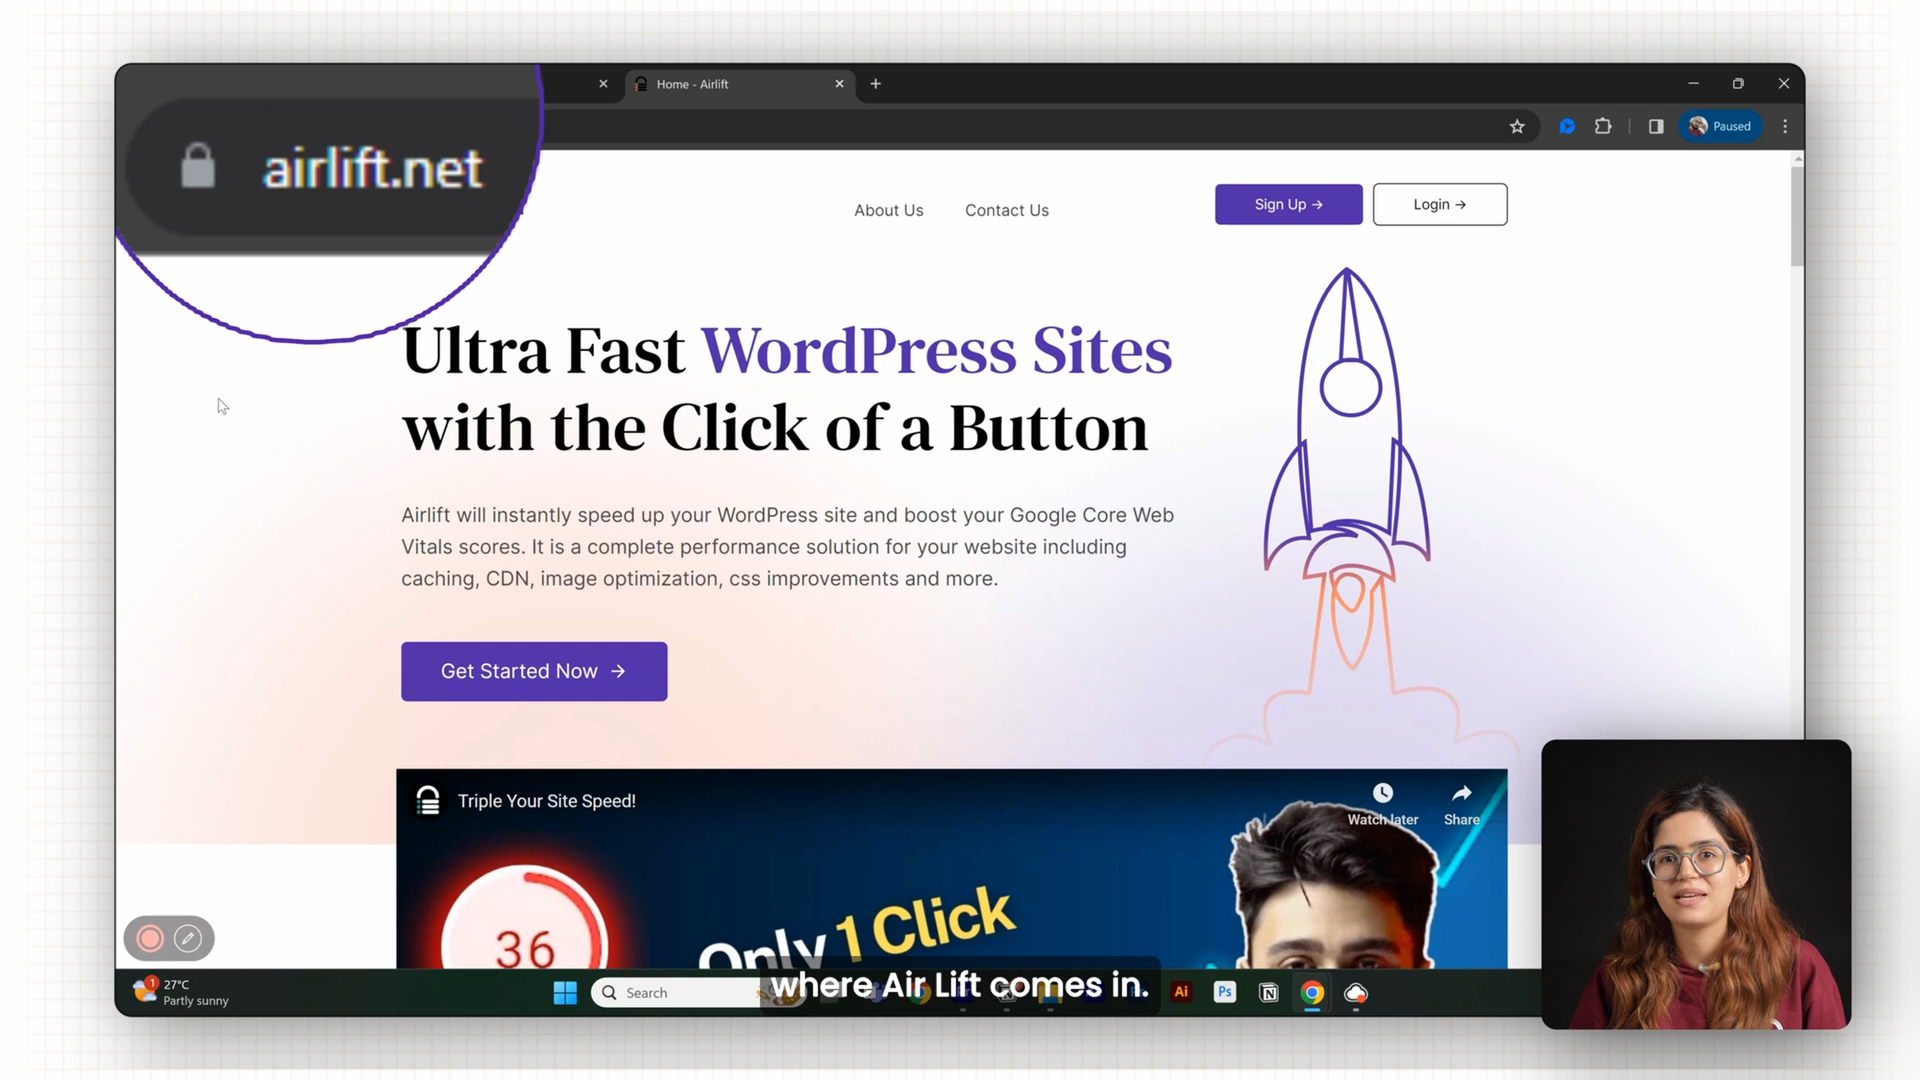 Home - Airlift
airlift.net
Paused
About Us
Contact Us
Sign Up →
Login →
Ultra Fast WordPress Sites
with the Click of a Button
Airlift will instantly speed up your WordPress site and boost your Google Core Web
Vitals scores. It is a complete performance solution for your website including
caching, CDN, image optimization, css improvements and more.
Get Started Now →
Triple Your Site Speed!
Watch later
Share
36
Only 1 Click
where Air Lift comes in.
1
27°C
Partly sunny
Search
Ai
Ps